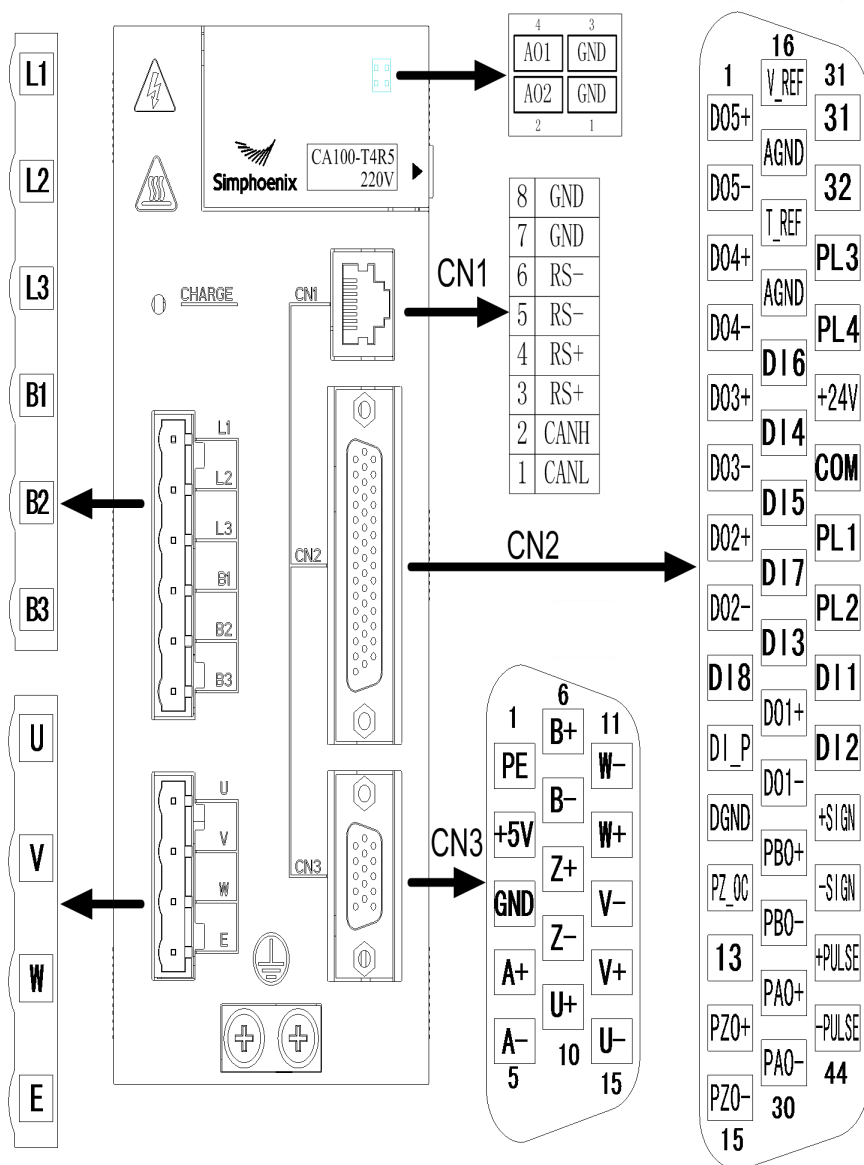 L1
L2
L3
B1
B2
B3
U
V
W
E
Simphoenix
CA100-T4R5
220V
CHARGE
CN1
L1
L2
L3
B1
B2
B3
CN2
U
V
W
E
CN3
4 3
AO1 GND
AO2 GND
2 1
CN1
8 GND
7 GND
6 RS-
5 RS-
4 RS+
3 RS+
2 CANH
1 CANL
CN2
CN3
1
PE
+5V
GND
A+
A-
5
6
B+
B-
Z+
Z-
U+
10
11
W-
W+
V-
V+
U-
15
1
DO5+
DO5-
DO4+
DO4-
DO3+
DO3-
DO2+
DO2-
DI8
DI_P
DGND
PZ_OC
13
PZO+
PZO-
15
16
V_REF
AGND
T_REF
AGND
DI6
DI4
DI5
DI7
DI3
DO1+
DO1-
PBO+
PBO-
PAO+
PAO-
30
31
31
32
PL3
PL4
+24V
COM
PL1
PL2
DI1
DI2
+SIGN
-SIGN
+PULSE
-PULSE
44